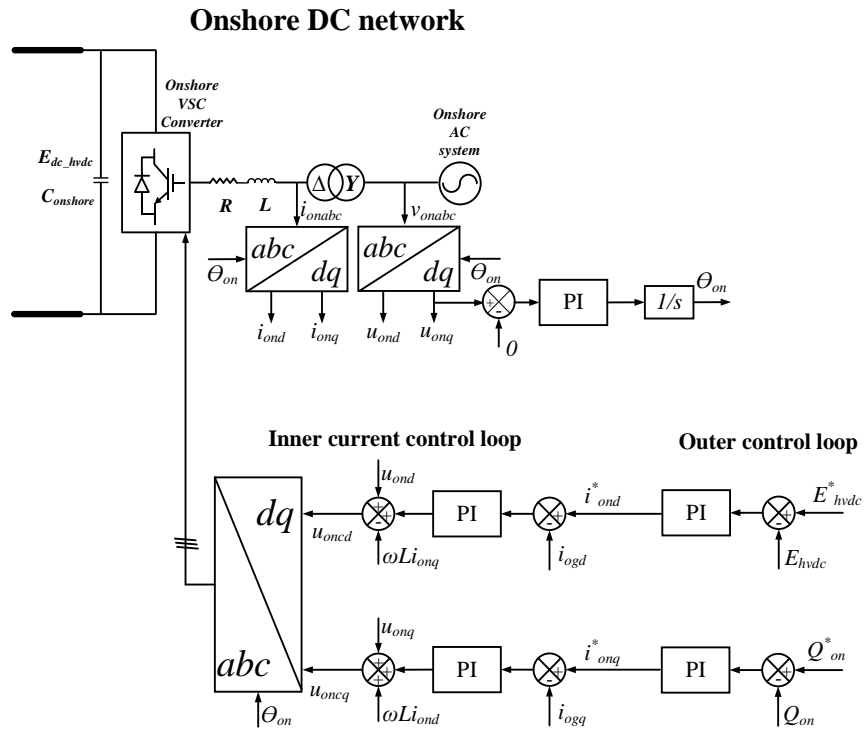 Onshore DC network
Onshore
VSC
Converter
Onshore
AC
system
E_dc_hvdc
C_onshore
R
L
Δ
Y
i_onabc
v_onabc
abc
dq
abc
dq
Θ_on
Θ_on
i_ond
i_onq
u_ond
u_onq
+
-
0
PI
1/s
Θ_on
Inner current control loop
Outer control loop
dq
abc
u_oncd
u_ond
+
+
-
ωLi_onq
PI
+
-
i*_ond
i_ogd
PI
+
-
E*_hvdc
E_hvdc
u_oncq
u_onq
+
+
+
ωLi_ond
PI
+
-
i*_onq
i_ogq
PI
+
-
Q*_on
Q_on
Θ_on